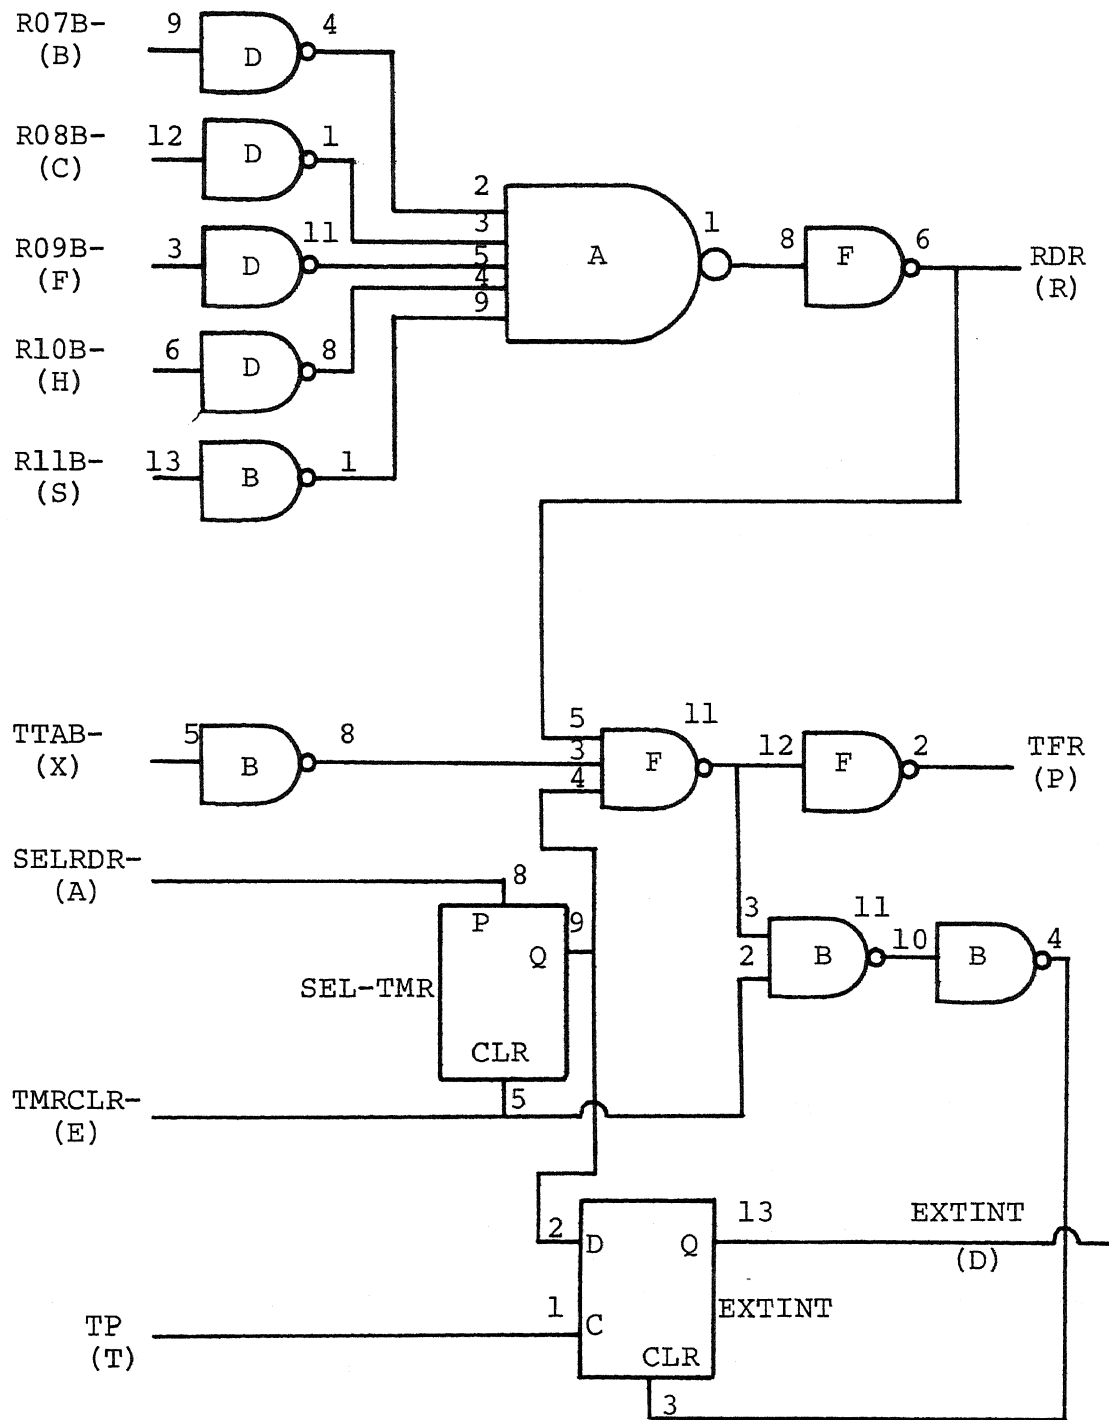 R07B-
(B)
9
D
4
R08B-
(C)
12
D
1
R09B-
(F)
3
D
11
R10B-
(H)
6
D
8
R11B-
(S)
13
B
1
2
3
5
4
9
A
1
8
F
6
RDR
(R)
TTAB-
(X)
5
B
8
5
3
4
F
11
12
F
2
TFR
(P)
SELRDR-
(A)
8
P
9
Q
SEL-TMR
CLR
5
TMRCLR-
(E)
3
2
B
11
10
B
4
2
D
Q
13
EXTINT
(D)
EXTINT
1
C
CLR
3
TP
(T)